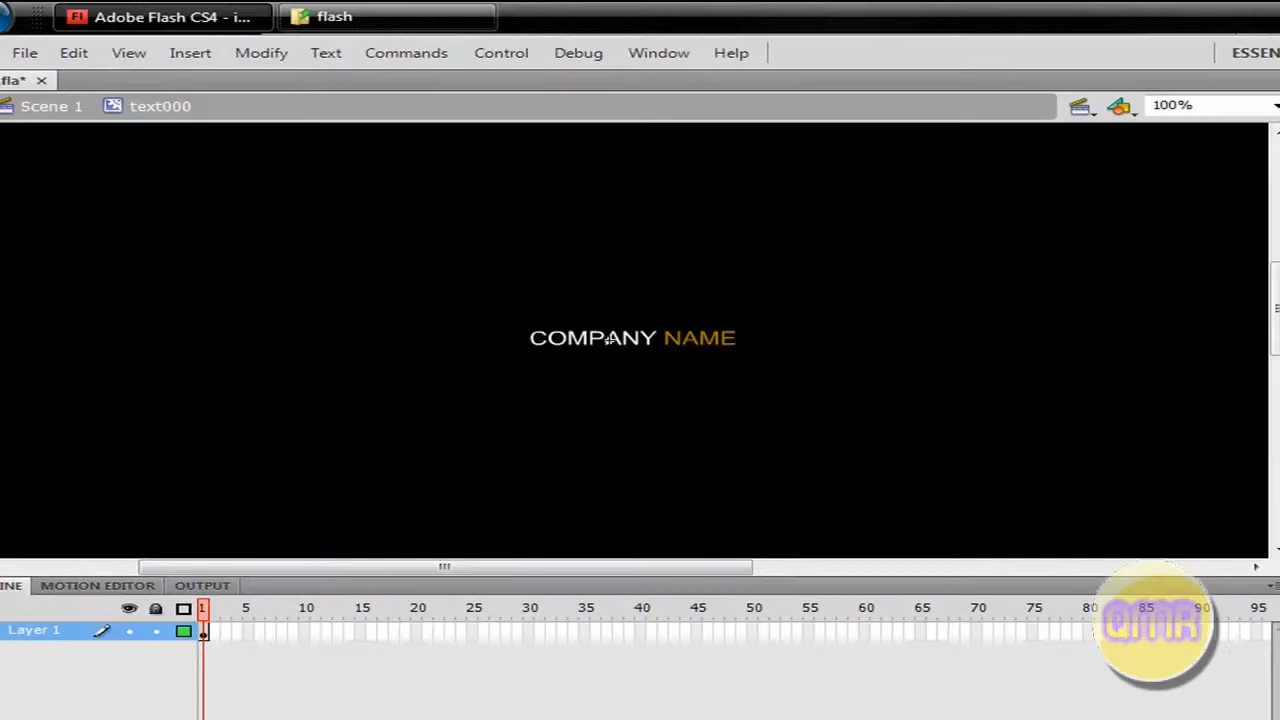 Adobe Flash CS4 - i...
flash
File Edit View Insert Modify Text Commands Control Debug Window Help
ESSEN
fla*
Scene 1 text000 100%
COMPANY NAME
INE MOTION EDITOR OUTPUT
1 5 10 15 20 25 30 35 40 45 50 55 60 65 70 75 80 85 90 95
Layer 1
QMR